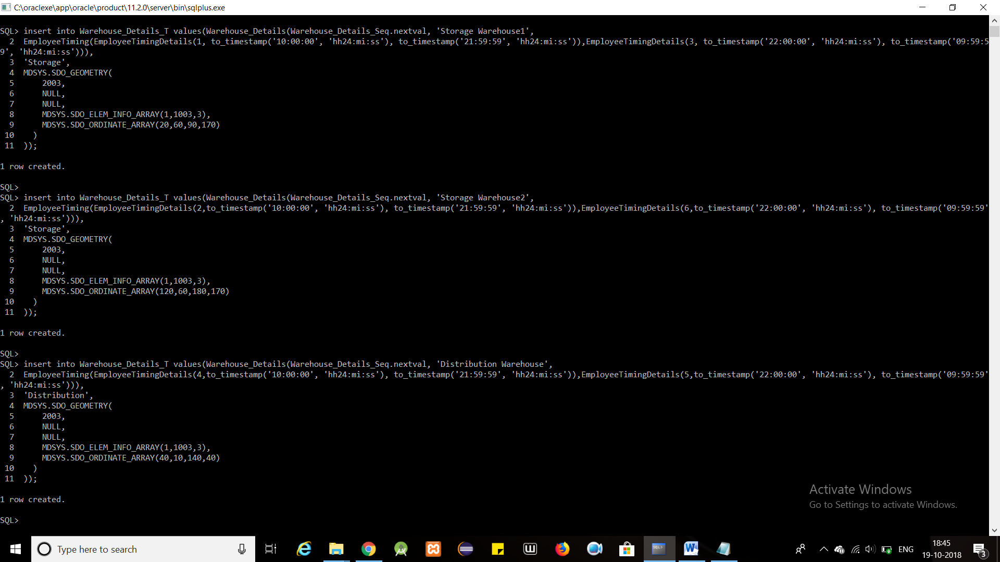 C:\oraclexe\app\oracle\product\11.2.0\server\bin\sqlplus.exe
SQL> insert into Warehouse_Details_T values(Warehouse_Details(Warehouse_Details_Seq.nextval, 'Storage Warehouse1',
  2  EmployeeTiming(EmployeeTimingDetails(1, to_timestamp('10:00:00', 'hh24:mi:ss'), to_timestamp('21:59:59', 'hh24:mi:ss')),EmployeeTimingDetails(3, to_timestamp('22:00:00', 'hh24:mi:ss'), to_timestamp('09:59:5
9', 'hh24:mi:ss'))),
  3  'Storage',
  4  MDSYS.SDO_GEOMETRY(
  5      2003,
  6      NULL,
  7      NULL,
  8      MDSYS.SDO_ELEM_INFO_ARRAY(1,1003,3),
  9      MDSYS.SDO_ORDINATE_ARRAY(20,60,90,170)
 10    )
 11  ));
1 row created.
SQL>
SQL> insert into Warehouse_Details_T values(Warehouse_Details(Warehouse_Details_Seq.nextval, 'Storage Warehouse2',
  2  EmployeeTiming(EmployeeTimingDetails(2,to_timestamp('10:00:00', 'hh24:mi:ss'), to_timestamp('21:59:59', 'hh24:mi:ss')),EmployeeTimingDetails(6,to_timestamp('22:00:00', 'hh24:mi:ss'), to_timestamp('09:59:59'
, 'hh24:mi:ss'))),
  3  'Storage',
  4  MDSYS.SDO_GEOMETRY(
  5      2003,
  6      NULL,
  7      NULL,
  8      MDSYS.SDO_ELEM_INFO_ARRAY(1,1003,3),
  9      MDSYS.SDO_ORDINATE_ARRAY(120,60,180,170)
 10    )
 11  ));
1 row created.
SQL>
SQL> insert into Warehouse_Details_T values(Warehouse_Details(Warehouse_Details_Seq.nextval, 'Distribution Warehouse',
  2  EmployeeTiming(EmployeeTimingDetails(4,to_timestamp('10:00:00', 'hh24:mi:ss'), to_timestamp('21:59:59', 'hh24:mi:ss')),EmployeeTimingDetails(5,to_timestamp('22:00:00', 'hh24:mi:ss'), to_timestamp('09:59:59'
, 'hh24:mi:ss'))),
  3  'Distribution',
  4  MDSYS.SDO_GEOMETRY(
  5      2003,
  6      NULL,
  7      NULL,
  8      MDSYS.SDO_ELEM_INFO_ARRAY(1,1003,3),
  9      MDSYS.SDO_ORDINATE_ARRAY(40,10,140,40)
 10    )
 11  ));
1 row created.
SQL>
Activate Windows
Go to Settings to activate Windows.
Type here to search
ENG
18:45
19-10-2018
3